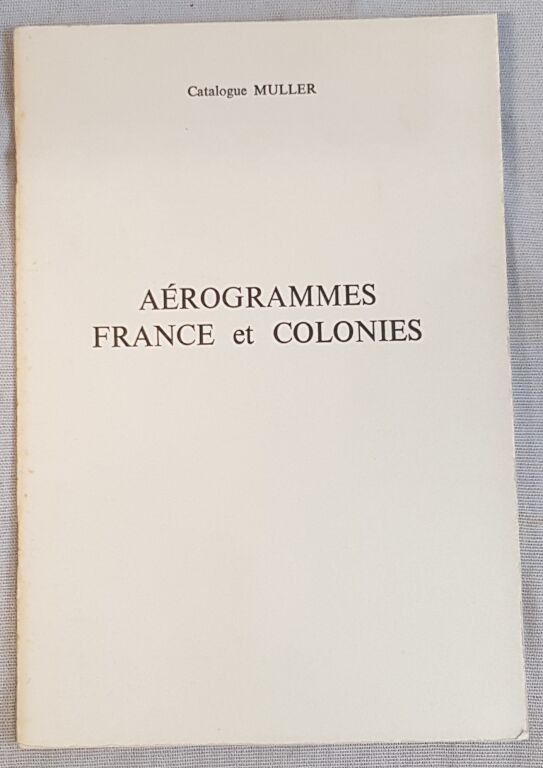 Catalogue MULLER
AÉROGRAMMES
FRANCE et COLONIES